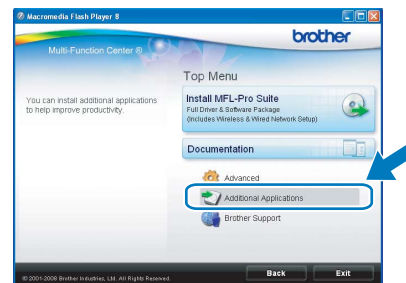 Macromedia Flash Player 8
brother
Multi-Function Center ®
Top Menu
You can install additional applications
to help improve productivity.
Install MFL-Pro Suite
Full Driver & Software Package
(Includes Wireless & Wired Network Setup)
Documentation
Advanced
Additional Applications
Brother Support
© 2001-2008 Brother Industries, Ltd. All Rights Reserved.
Back
Exit